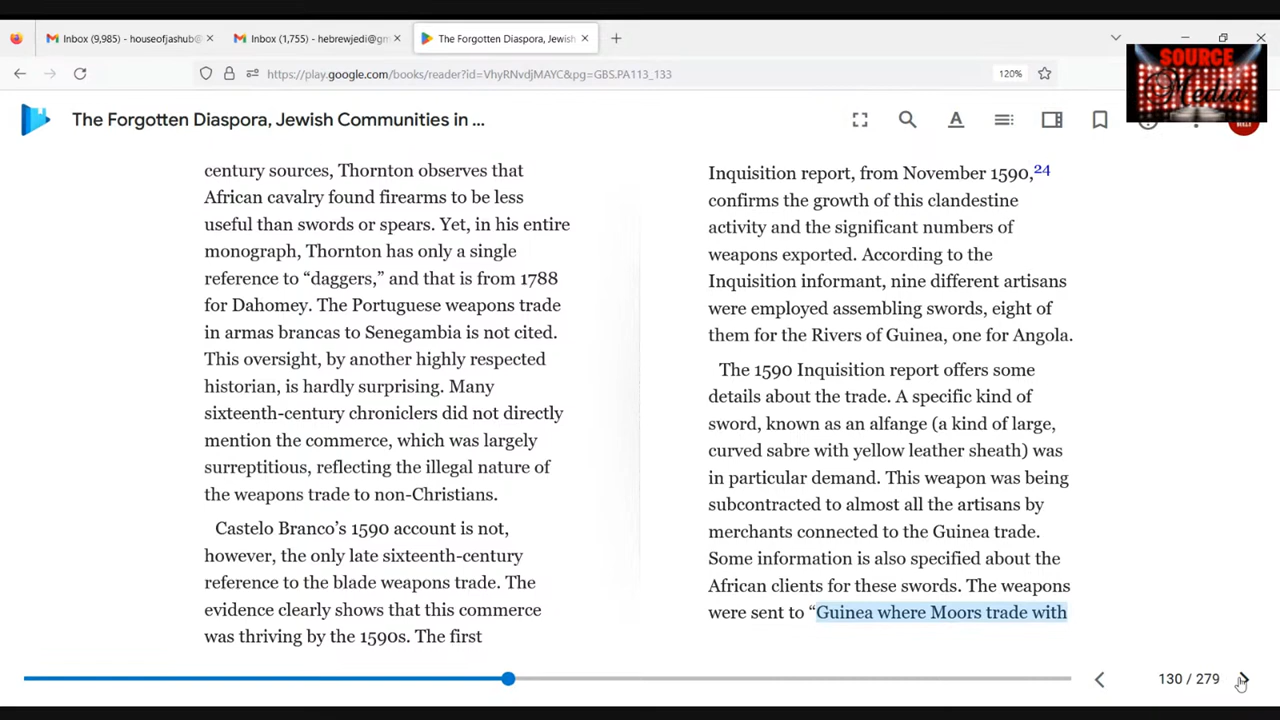 Inbox (9,985) - houseofjashub@
Inbox (1,755) - hebrewjedi@gm
The Forgotten Diaspora, Jewish
https://play.google.com/books/reader?id=VhyRNvdjMAYC&pg=GBS.PA113_133
120%
SOURCE
Media
The Forgotten Diaspora, Jewish Communities in ...
century sources, Thornton observes that
African cavalry found firearms to be less
useful than swords or spears. Yet, in his entire
monograph, Thornton has only a single
reference to “daggers,” and that is from 1788
for Dahomey. The Portuguese weapons trade
in armas brancas to Senegambia is not cited.
This oversight, by another highly respected
historian, is hardly surprising. Many
sixteenth-century chroniclers did not directly
mention the commerce, which was largely
surreptitious, reflecting the illegal nature of
the weapons trade to non-Christians.
Castelo Branco’s 1590 account is not,
however, the only late sixteenth-century
reference to the blade weapons trade. The
evidence clearly shows that this commerce
was thriving by the 1590s. The first
Inquisition report, from November 1590,24
confirms the growth of this clandestine
activity and the significant numbers of
weapons exported. According to the
Inquisition informant, nine different artisans
were employed assembling swords, eight of
them for the Rivers of Guinea, one for Angola.
The 1590 Inquisition report offers some
details about the trade. A specific kind of
sword, known as an alfange (a kind of large,
curved sabre with yellow leather sheath) was
in particular demand. This weapon was being
subcontracted to almost all the artisans by
merchants connected to the Guinea trade.
Some information is also specified about the
African clients for these swords. The weapons
were sent to “Guinea where Moors trade with
130 / 279